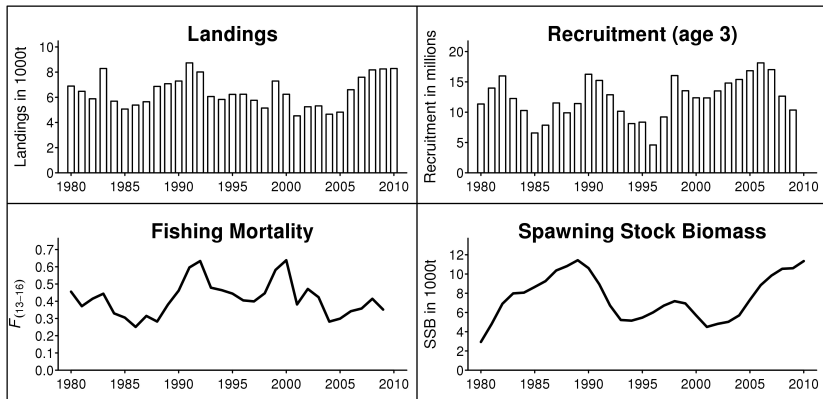 Landings
Landings in 1000t
10
8
6
4
2
0
1980 1985 1990 1995 2000 2005 2010
Recruitment (age 3)
Recruitment in millions
20
15
10
5
0
1980 1985 1990 1995 2000 2005 2010
Fishing Mortality
F(13–16)
0.7
0.6
0.5
0.4
0.3
0.2
0.1
0.0
1980 1985 1990 1995 2000 2005 2010
Spawning Stock Biomass
SSB in 1000t
12
10
8
6
4
2
0
1980 1985 1990 1995 2000 2005 2010